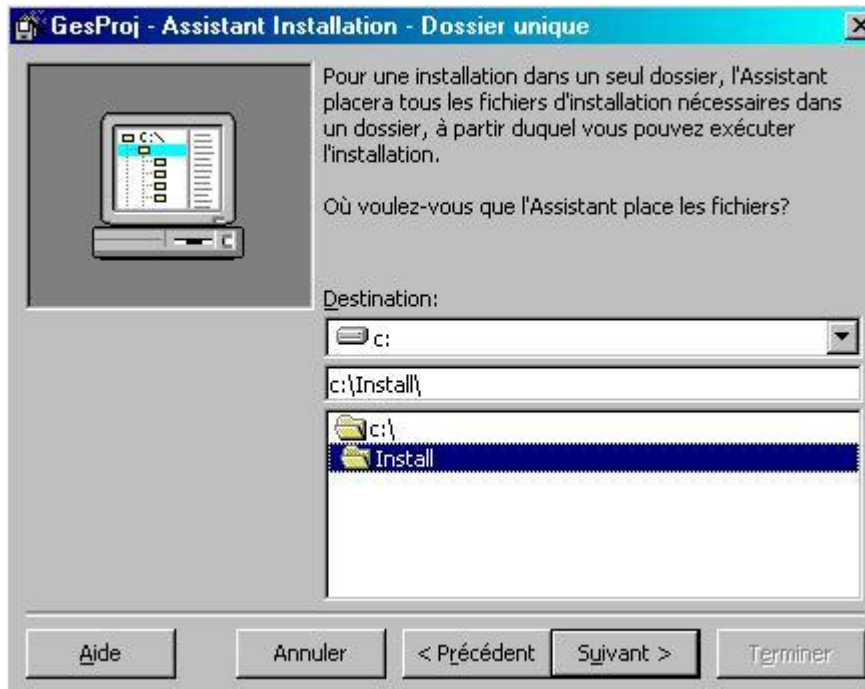 GesProj - Assistant Installation - Dossier unique
Pour une installation dans un seul dossier, l'Assistant
placera tous les fichiers d'installation nécessaires dans
un dossier, à partir duquel vous pouvez exécuter
l'installation.
Où voulez-vous que l'Assistant place les fichiers?
C:\
Destination:
c:
c:\Install\
c:\
Install
Aide
Annuler
< Précédent
Suivant >
Terminer